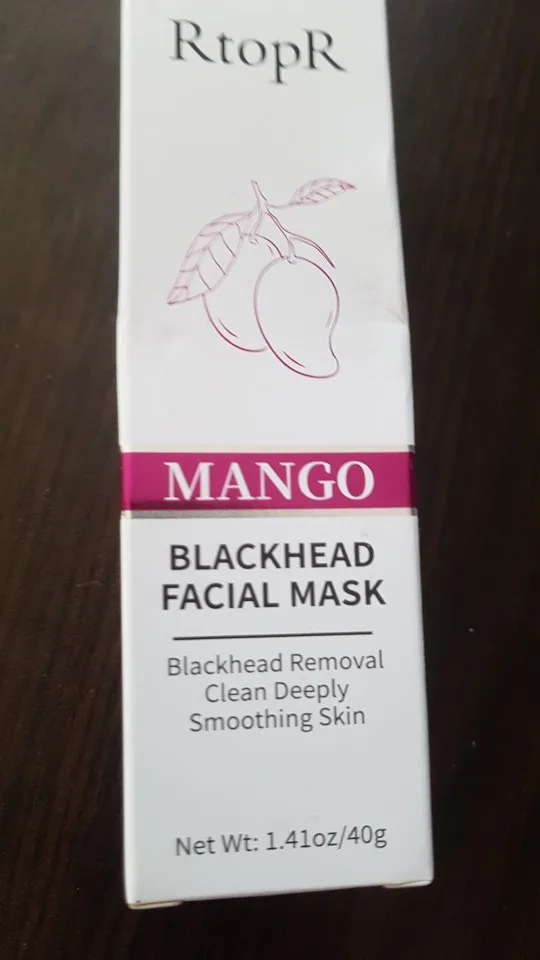 RtopR
MANGO
BLACKHEAD
FACIAL MASK
Blackhead Removal
Clean Deeply
Smoothing Skin
Net Wt: 1.41oz/40g